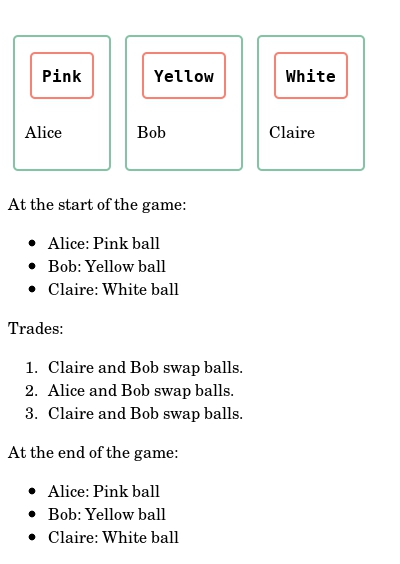 Pink Yellow White
Alice Bob Claire
At the start of the game:
• Alice: Pink ball
• Bob: Yellow ball
• Claire: White ball
Trades:
1. Claire and Bob swap balls.
2. Alice and Bob swap balls.
3. Claire and Bob swap balls.
At the end of the game:
• Alice: Pink ball
• Bob: Yellow ball
• Claire: White ball